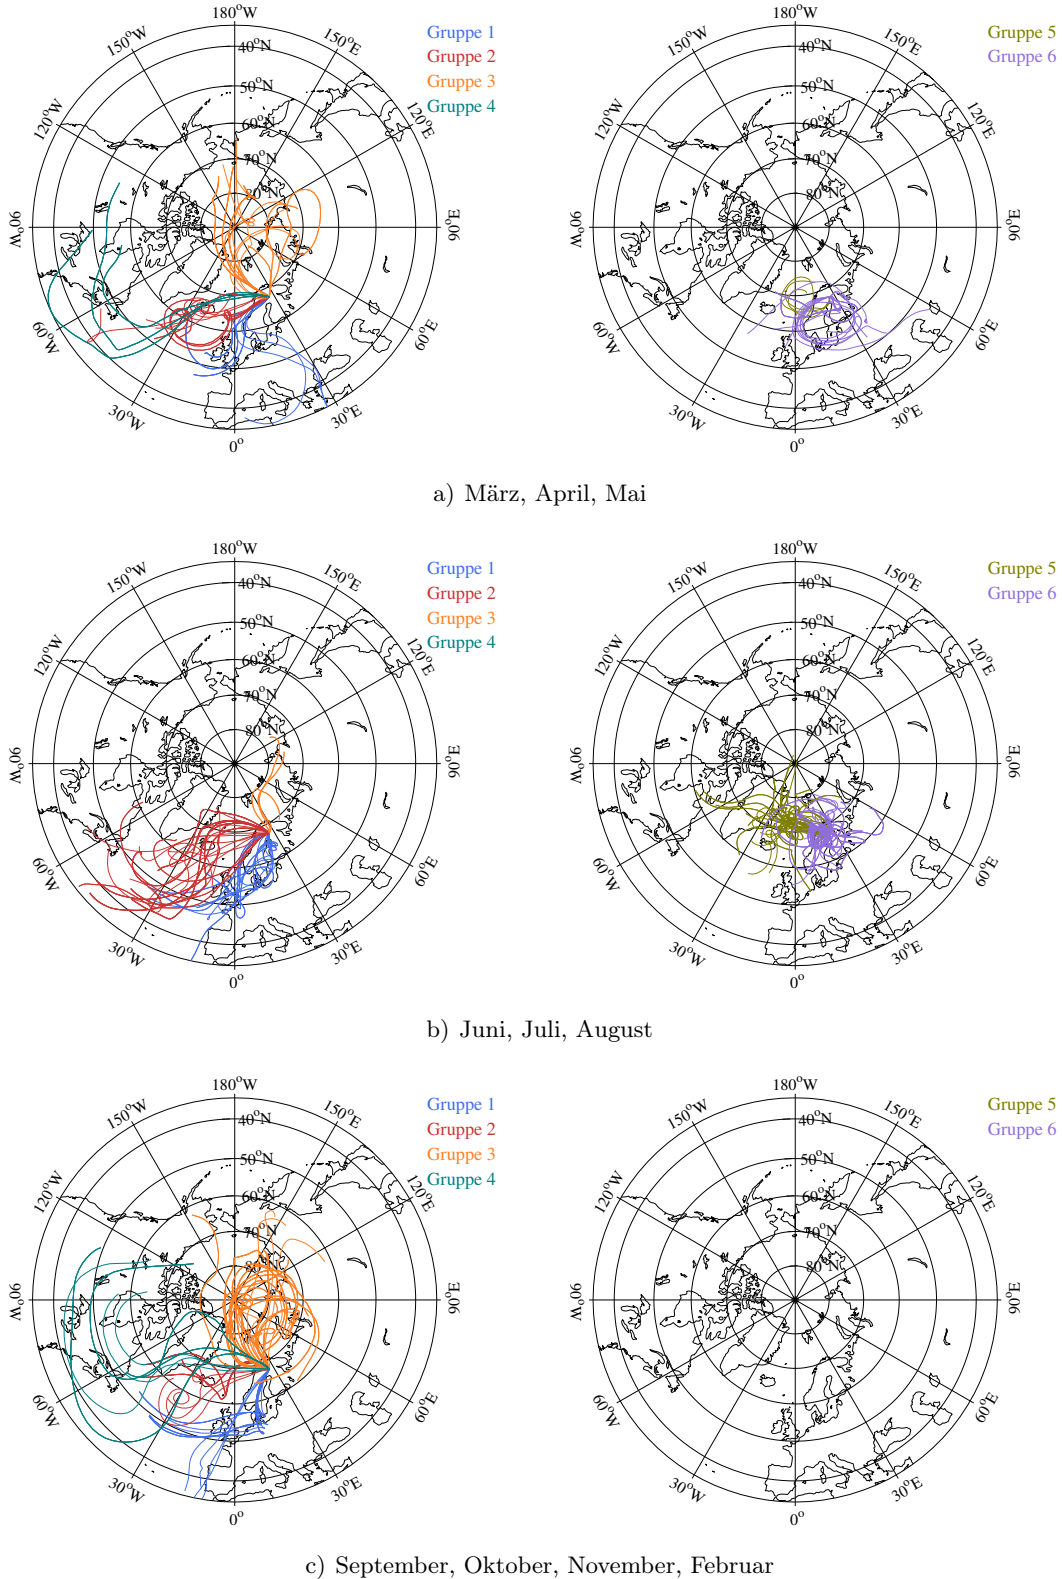 180°W
150°W
150°E
120°W
120°E
90°W
90°E
60°W
60°E
30°W
30°E
0°
40°N
50°N
60°N
70°N
80°N
Gruppe 1
Gruppe 2
Gruppe 3
Gruppe 4
180°W
150°W
150°E
120°W
120°E
90°W
90°E
60°W
60°E
30°W
30°E
0°
40°N
50°N
60°N
70°N
80°N
Gruppe 5
Gruppe 6
a) März, April, Mai
180°W
150°W
150°E
120°W
120°E
90°W
90°E
60°W
60°E
30°W
30°E
0°
40°N
50°N
60°N
70°N
80°N
Gruppe 1
Gruppe 2
Gruppe 3
Gruppe 4
180°W
150°W
150°E
120°W
120°E
90°W
90°E
60°W
60°E
30°W
30°E
0°
40°N
50°N
60°N
70°N
80°N
Gruppe 5
Gruppe 6
b) Juni, Juli, August
180°W
150°W
150°E
120°W
120°E
90°W
90°E
60°W
60°E
30°W
30°E
0°
40°N
50°N
60°N
70°N
80°N
Gruppe 1
Gruppe 2
Gruppe 3
Gruppe 4
180°W
150°W
150°E
120°W
120°E
90°W
90°E
60°W
60°E
30°W
30°E
0°
40°N
50°N
60°N
70°N
80°N
Gruppe 5
Gruppe 6
c) September, Oktober, November, Februar